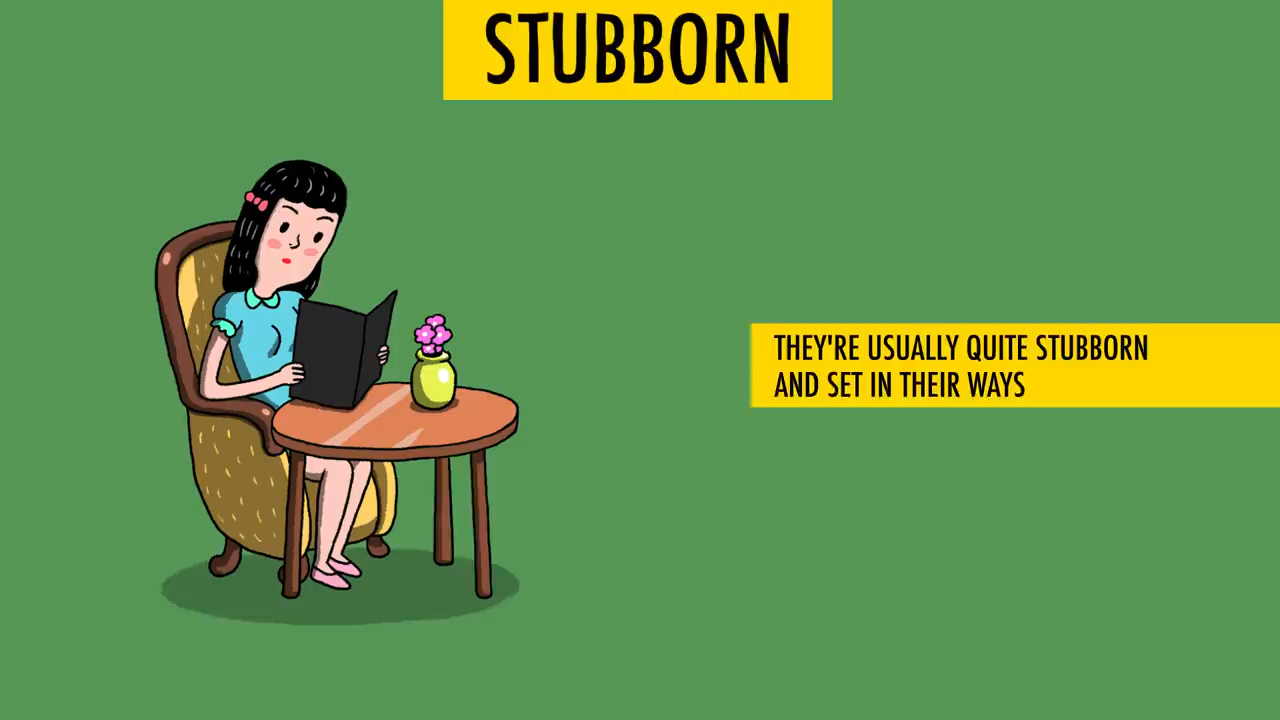 STUBBORN
THEY'RE USUALLY QUITE STUBBORN
AND SET IN THEIR WAYS